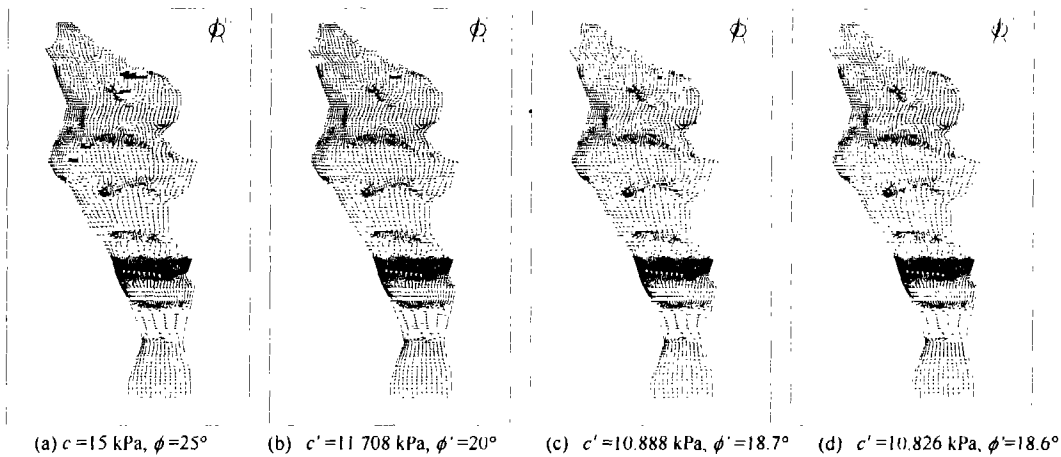 (a) c=15 kPa, ϕ=25°
(b) c'=11 708 kPa, ϕ'=20°
(c) c'=10.888 kPa, ϕ'=18.7°
(d) c'=10.826 kPa, ϕ'=18.6°